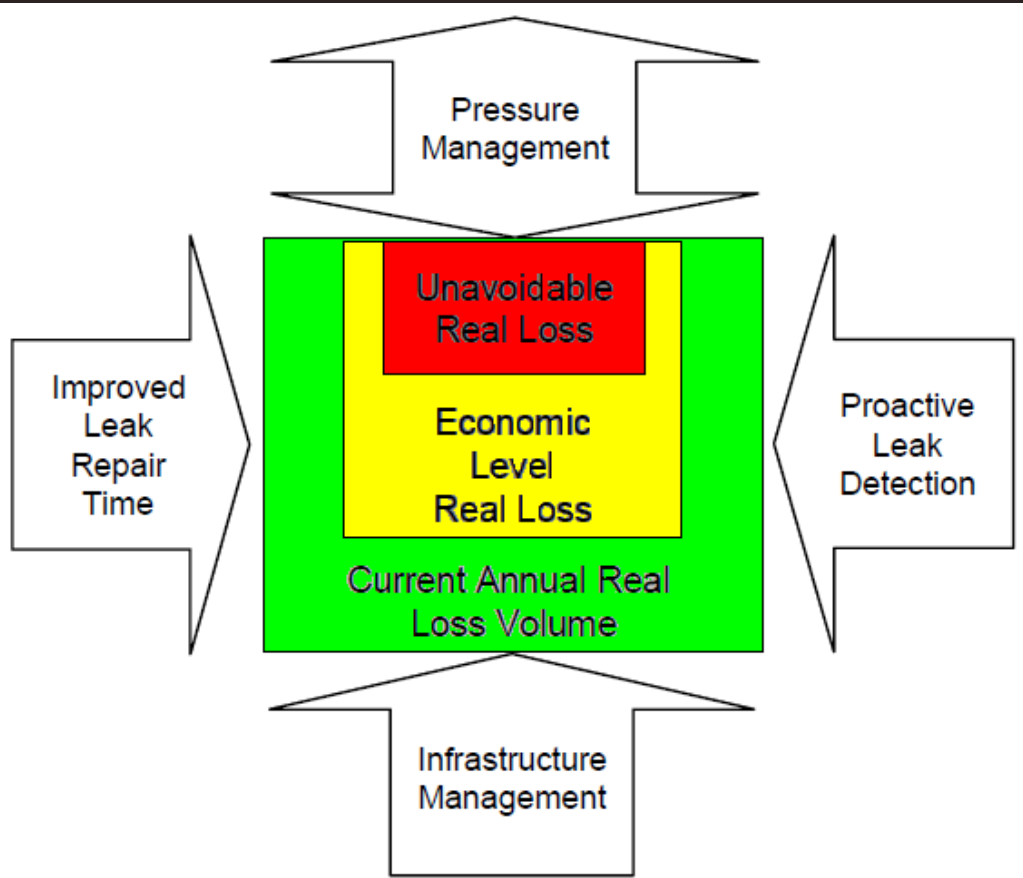 Pressure
Management
Unavoidable
Real Loss
Improved
Leak
Repair
Time
Economic
Level
Real Loss
Proactive
Leak
Detection
Current Annual Real
Loss Volume
Infrastructure
Management